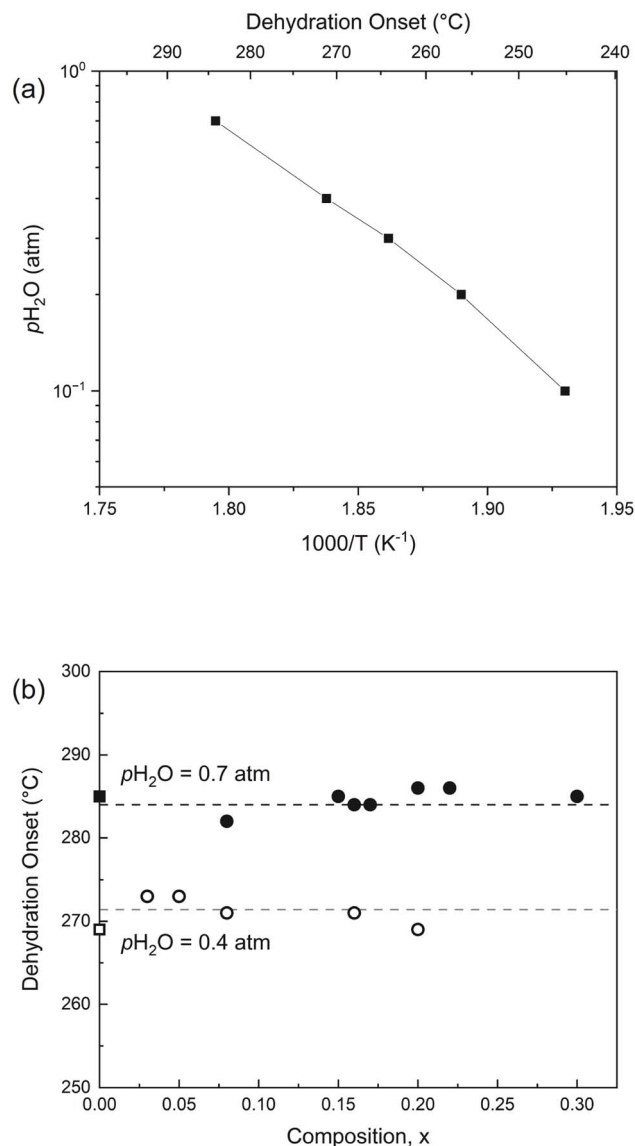 Dehydration Onset (°C)
290 280 270 260 250 240
(a)
10⁰
10⁻¹
pH₂O (atm)
1.75 1.80 1.85 1.90 1.95
1000/T (K⁻¹)
(b)
300
290
280
270
260
250
Dehydration Onset (°C)
pH₂O = 0.7 atm
pH₂O = 0.4 atm
0.00 0.05 0.10 0.15 0.20 0.25 0.30
Composition, x